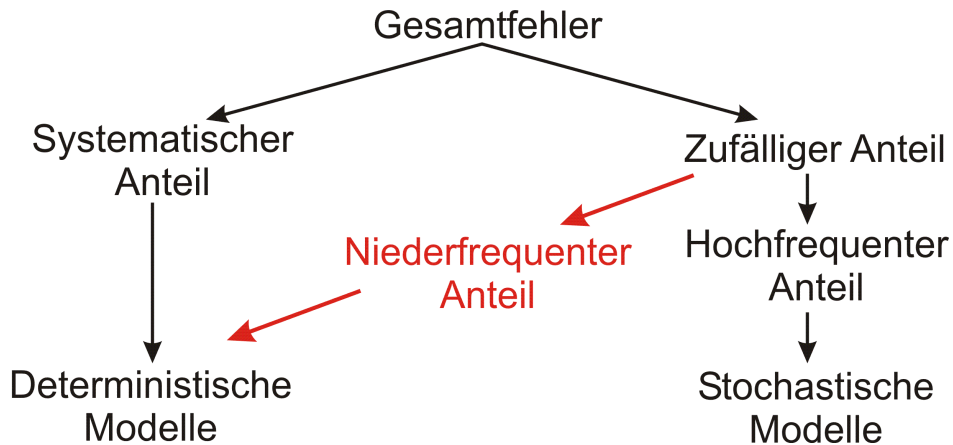 Gesamtfehler
Systematischer
Anteil
Zufälliger Anteil
Niederfrequenter
Anteil
Hochfrequenter
Anteil
Deterministische
Modelle
Stochastische
Modelle